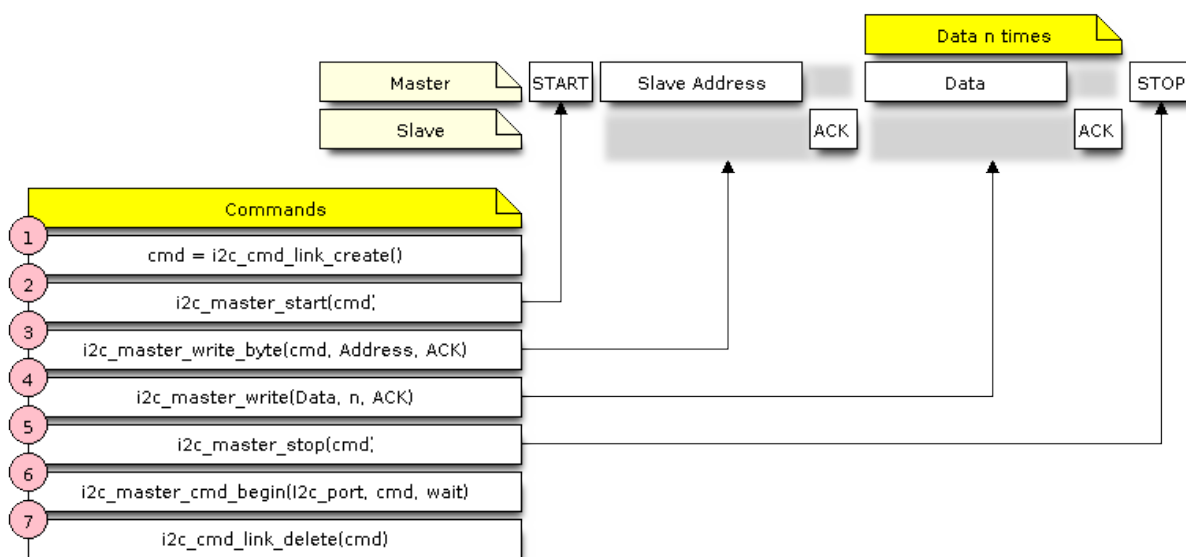 Data n times
Master START Slave Address Data STOP
Slave ACK ACK
Commands
1
cmd = i2c_cmd_link_create()
2
i2c_master_start(cmd)
3
i2c_master_write_byte(cmd, Address, ACK)
4
i2c_master_write(Data, n, ACK)
5
i2c_master_stop(cmd)
6
i2c_master_cmd_begin(I2c_port, cmd, wait)
7
i2c_cmd_link_delete(cmd)